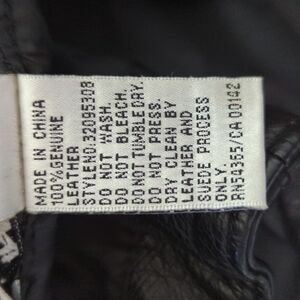 MADE IN CHINA
100%GENUINE
LEATHER
STYLENO:32095308
DO NOT WASH.
DO NOT BLEACH.
DO NOT TUMBLE DRY.
DO NOT PRESS.
DRY CLEAN BY
LEATHER AND
SUEDE PROCESS
ONLY.
RN54365/CA 00142